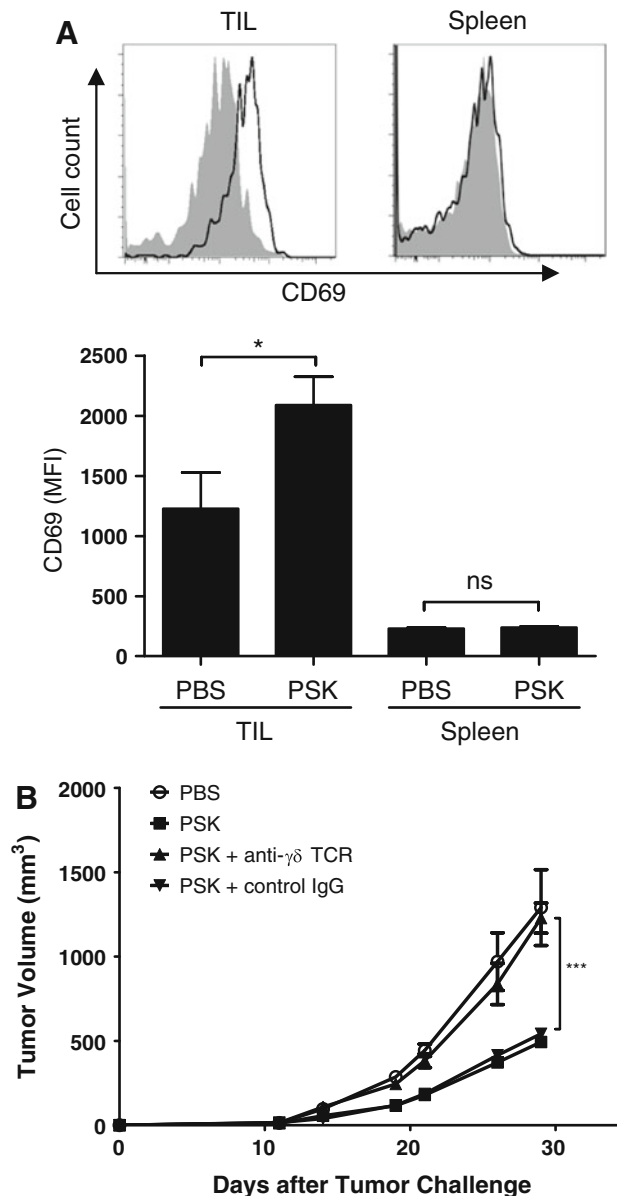 A
TIL
Spleen
Cell count
CD69
CD69 (MFI)
2500
2000
1500
1000
500
0
*
ns
PBS
PSK
PBS
PSK
TIL
Spleen
B
Tumor Volume (mm³)
2000
1500
1000
500
0
PBS
PSK
PSK + anti-γδ TCR
PSK + control IgG
***
0
10
20
30
Days after Tumor Challenge